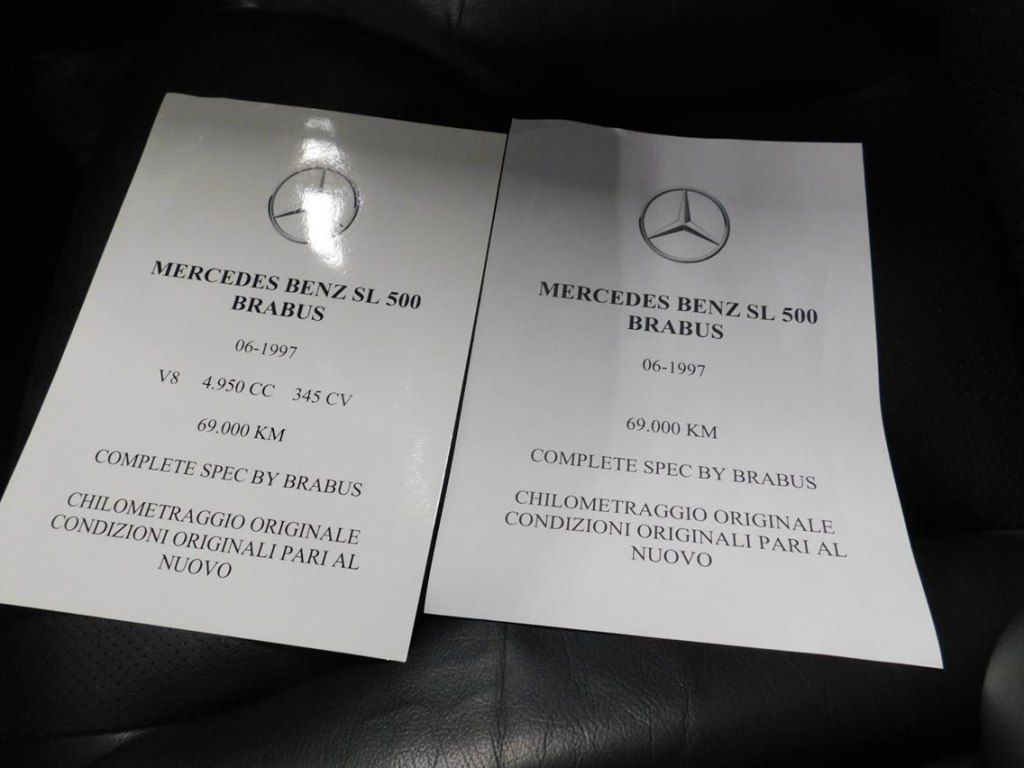 MERCEDES BENZ SL 500
BRABUS
06-1997
V8 4.950 CC 345 CV
69.000 KM
COMPLETE SPEC BY BRABUS
CHILOMETRAGGIO ORIGINALE
CONDIZIONI ORIGINALI PARI AL
NUOVO
MERCEDES BENZ SL 500
BRABUS
06-1997
69.000 KM
COMPLETE SPEC BY BRABUS
CHILOMETRAGGIO ORIGINALE
CONDIZIONI ORIGINALI PARI AL
NUOVO